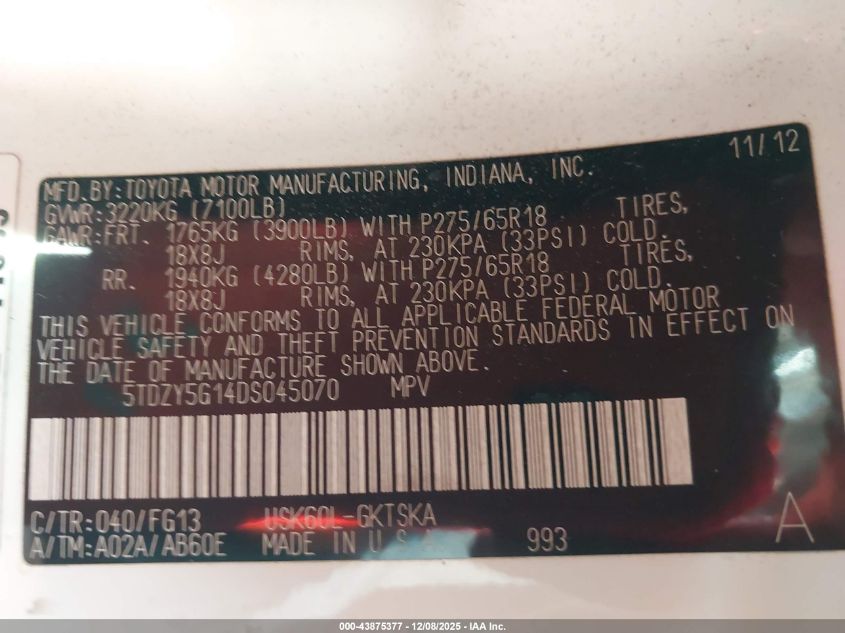 11/12
MFD.BY:TOYOTA MOTOR MANUFACTURING, INDIANA, INC.
GVWR:3220KG (7100LB)
GAWR:FRT. 1765KG (3900LB) WITH P275/65R18 TIRES,
18X8J RIMS, AT 230KPA (33PSI) COLD.
RR. 1940KG (4280LB) WITH P275/65R18 TIRES,
18X8J RIMS, AT 230KPA (33PSI) COLD.
THIS VEHICLE CONFORMS TO ALL APPLICABLE FEDERAL MOTOR
VEHICLE SAFETY AND THEFT PREVENTION STANDARDS IN EFFECT ON
THE DATE OF MANUFACTURE SHOWN ABOVE.
5TDZY5G14DS045070 MPV
C/TR:040/FG13 USK60L-GKTSKA
A/TM:A02A/AB60E MADE IN U.S.A. 993
A
000-43875377 - 12/08/2025 - IAA Inc.